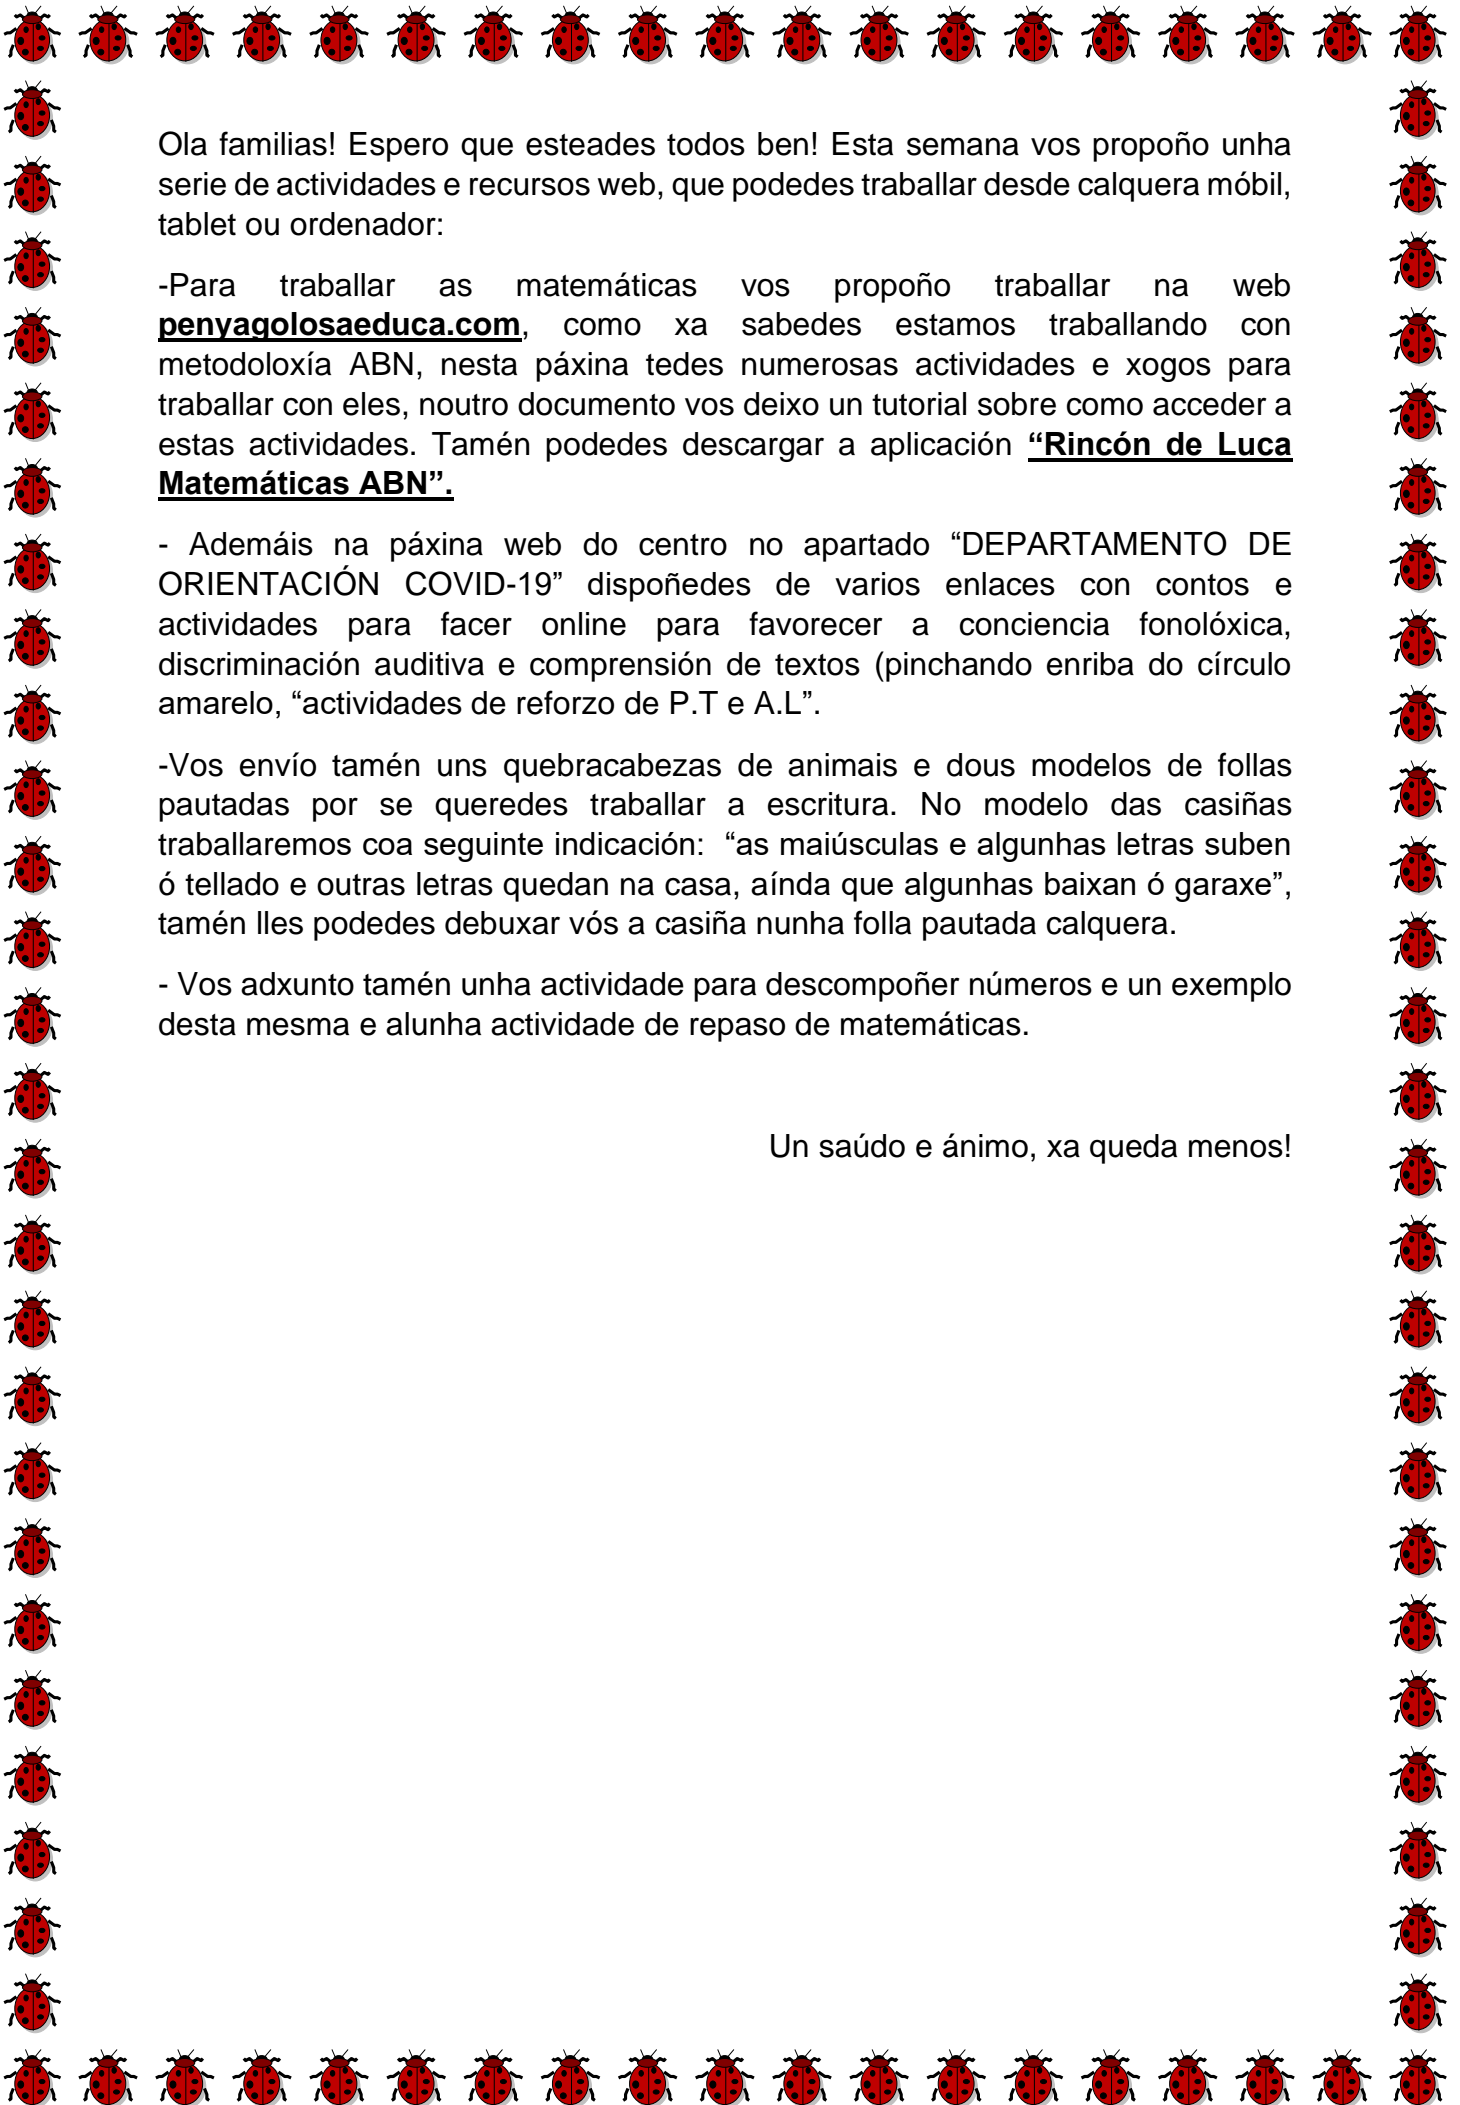 Ola familias! Espero que esteades todos ben! Esta semana vos propoño unha
serie de actividades e recursos web, que podedes traballar desde calquera móbil,
tablet ou ordenador:
-Para traballar as matemáticas vos propoño traballar na web
penyagolosaeduca.com, como xa sabedes estamos traballando con
metodoloxía ABN, nesta páxina tedes numerosas actividades e xogos para
traballar con eles, noutro documento vos deixo un tutorial sobre como acceder a
estas actividades. Tamén podedes descargar a aplicación “Rincón de Luca
Matemáticas ABN”.
- Ademáis na páxina web do centro no apartado “DEPARTAMENTO DE
ORIENTACIÓN COVID-19” dispoñedes de varios enlaces con contos e
actividades para facer online para favorecer a conciencia fonolóxica,
discriminación auditiva e comprensión de textos (pinchando enriba do círculo
amarelo, “actividades de reforzo de P.T e A.L”.
-Vos envío tamén uns quebracabezas de animais e dous modelos de follas
pautadas por se queredes traballar a escritura. No modelo das casiñas
traballaremos coa seguinte indicación: “as maiúsculas e algunhas letras suben
ó tellado e outras letras quedan na casa, aínda que algunhas baixan ó garaxe”,
tamén lles podedes debuxar vós a casiña nunha folla pautada calquera.
- Vos adxunto tamén unha actividade para descompoñer números e un exemplo
desta mesma e alunha actividade de repaso de matemáticas.
Un saúdo e ánimo, xa queda menos!